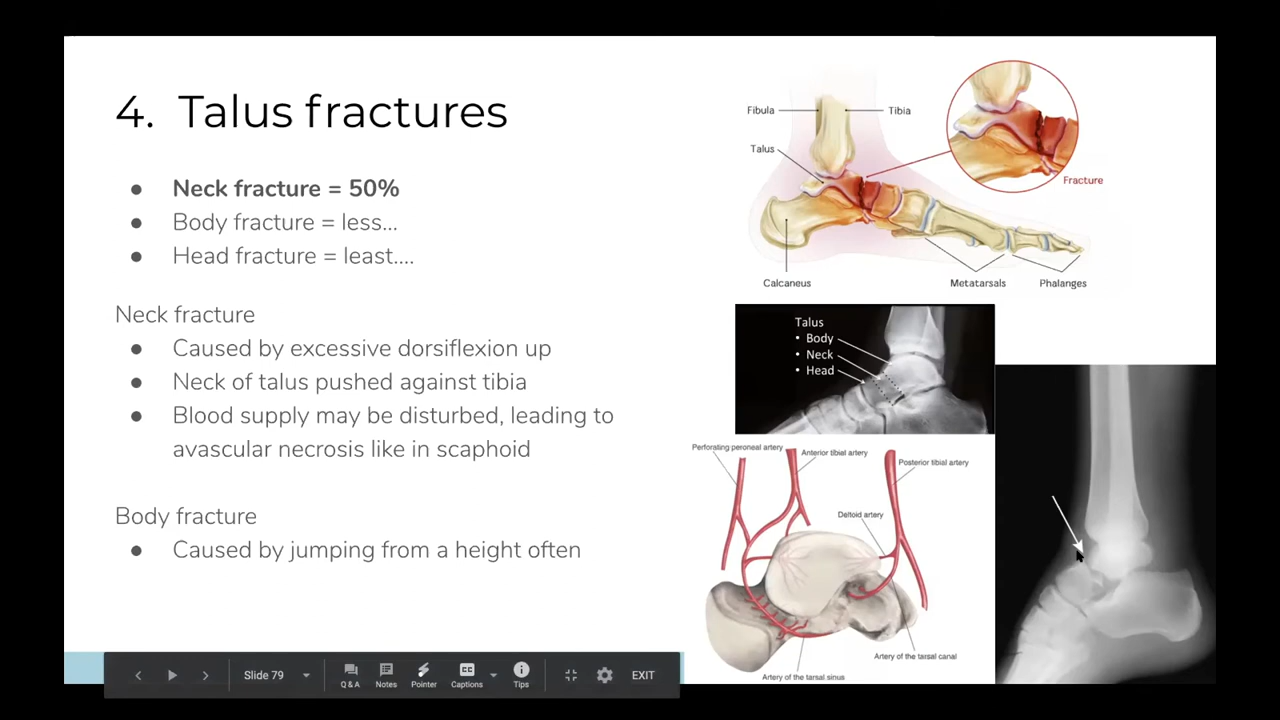 4. Talus fractures
● Neck fracture = 50%
● Body fracture = less...
● Head fracture = least....
Neck fracture
● Caused by excessive dorsiflexion up
● Neck of talus pushed against tibia
● Blood supply may be disturbed, leading to
avascular necrosis like in scaphoid
Body fracture
● Caused by jumping from a height often
Fibula
Tibia
Talus
Fracture
Calcaneus
Metatarsals
Phalanges
Talus
• Body
• Neck
• Head
Perforating peroneal artery
Anterior tibial artery
Posterior tibial artery
Deltoid artery
Artery of the tarsal canal
Artery of the tarsal sinus
Slide 79
Q & A
Notes
Pointer
Captions
Tips
EXIT